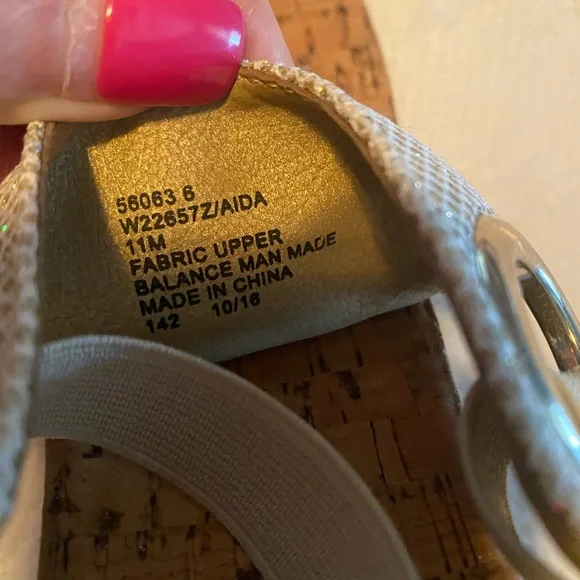 56063 6
W22657Z/AIDA
11M
FABRIC UPPER
BALANCE MAN MADE
MADE IN CHINA
142 10/16